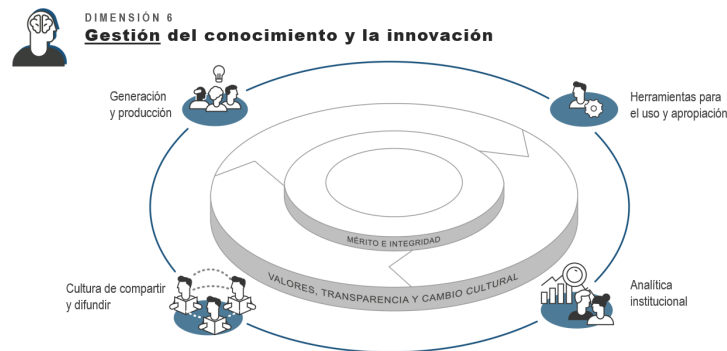 DIMENSIÓN 6
Gestión del conocimiento y la innovación
Generación
y producción
Herramientas para
el uso y apropiación
MÉRITO E INTEGRIDAD
VALORES, TRANSPARENCIA Y CAMBIO CULTURAL
Cultura de compartir
y difundir
Analítica
institucional